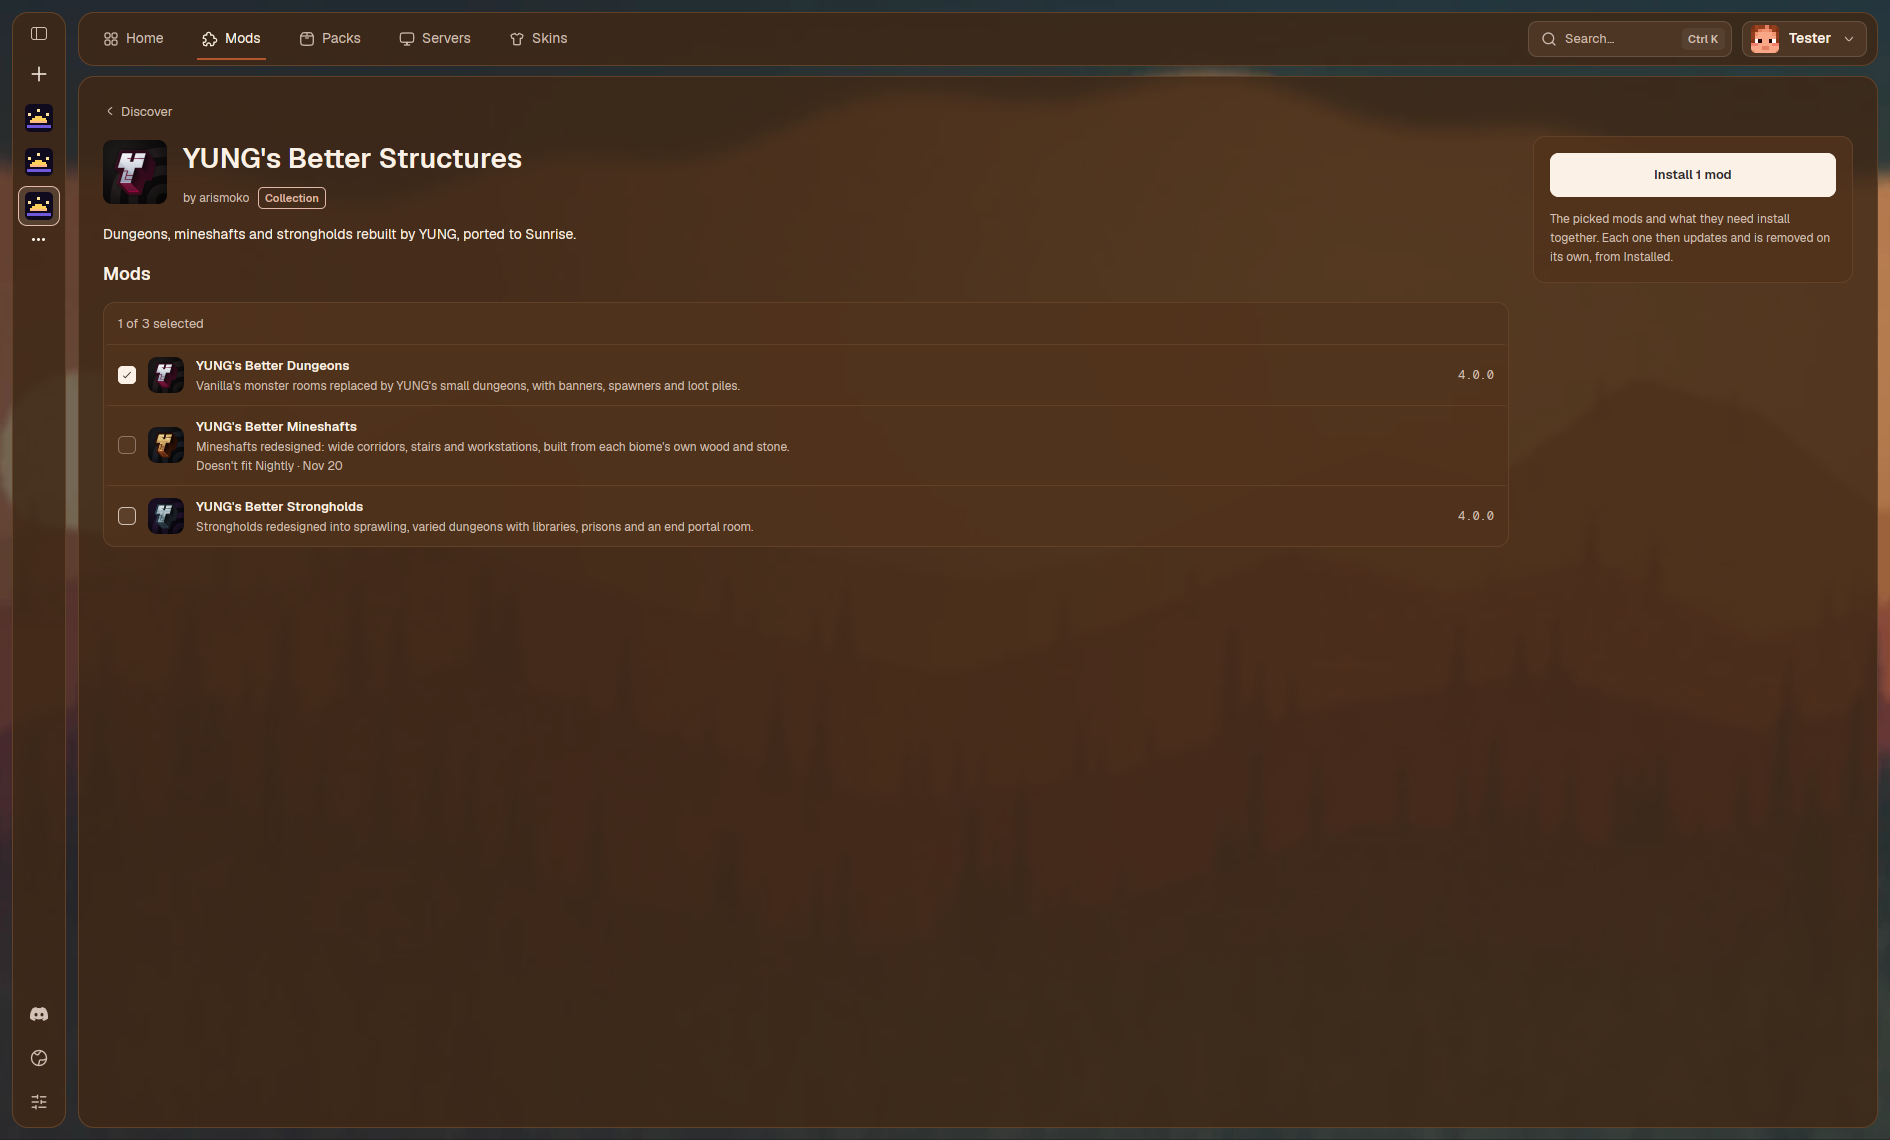 Home
Mods
Packs
Servers
Skins
Search...
Ctrl K
Tester
Discover
YUNG's Better Structures
by arismoko
Collection
Dungeons, mineshafts and strongholds rebuilt by YUNG, ported to Sunrise.
Mods
1 of 3 selected
YUNG's Better Dungeons
Vanilla's monster rooms replaced by YUNG's small dungeons, with banners, spawners and loot piles.
4.0.0
YUNG's Better Mineshafts
Mineshafts redesigned: wide corridors, stairs and workstations, built from each biome's own wood and stone.
Doesn't fit Nightly · Nov 20
YUNG's Better Strongholds
Strongholds redesigned into sprawling, varied dungeons with libraries, prisons and an end portal room.
4.0.0
Install 1 mod
The picked mods and what they need install
together. Each one then updates and is removed on
its own, from Installed.